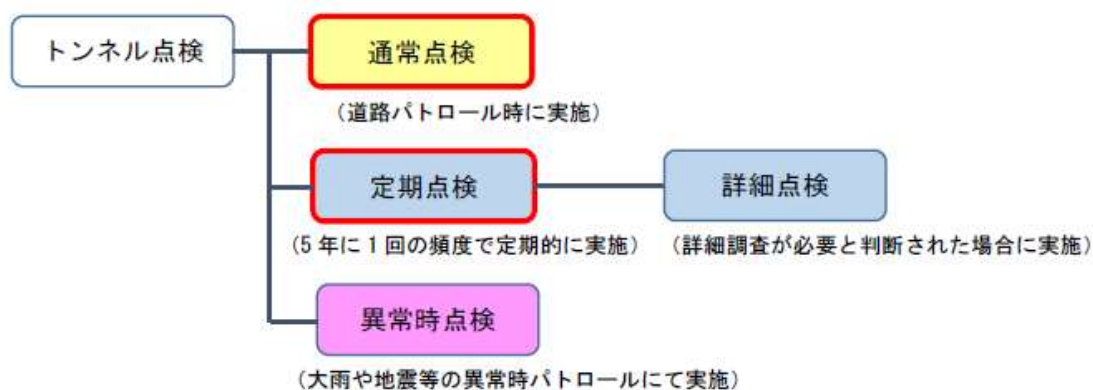 トンネル点検
通常点検
（道路パトロール時に実施）
定期点検
（5年に1回の頻度で定期的に実施）
詳細点検
（詳細調査が必要と判断された場合に実施）
異常時点検
（大雨や地震等の異常時パトロールにて実施）